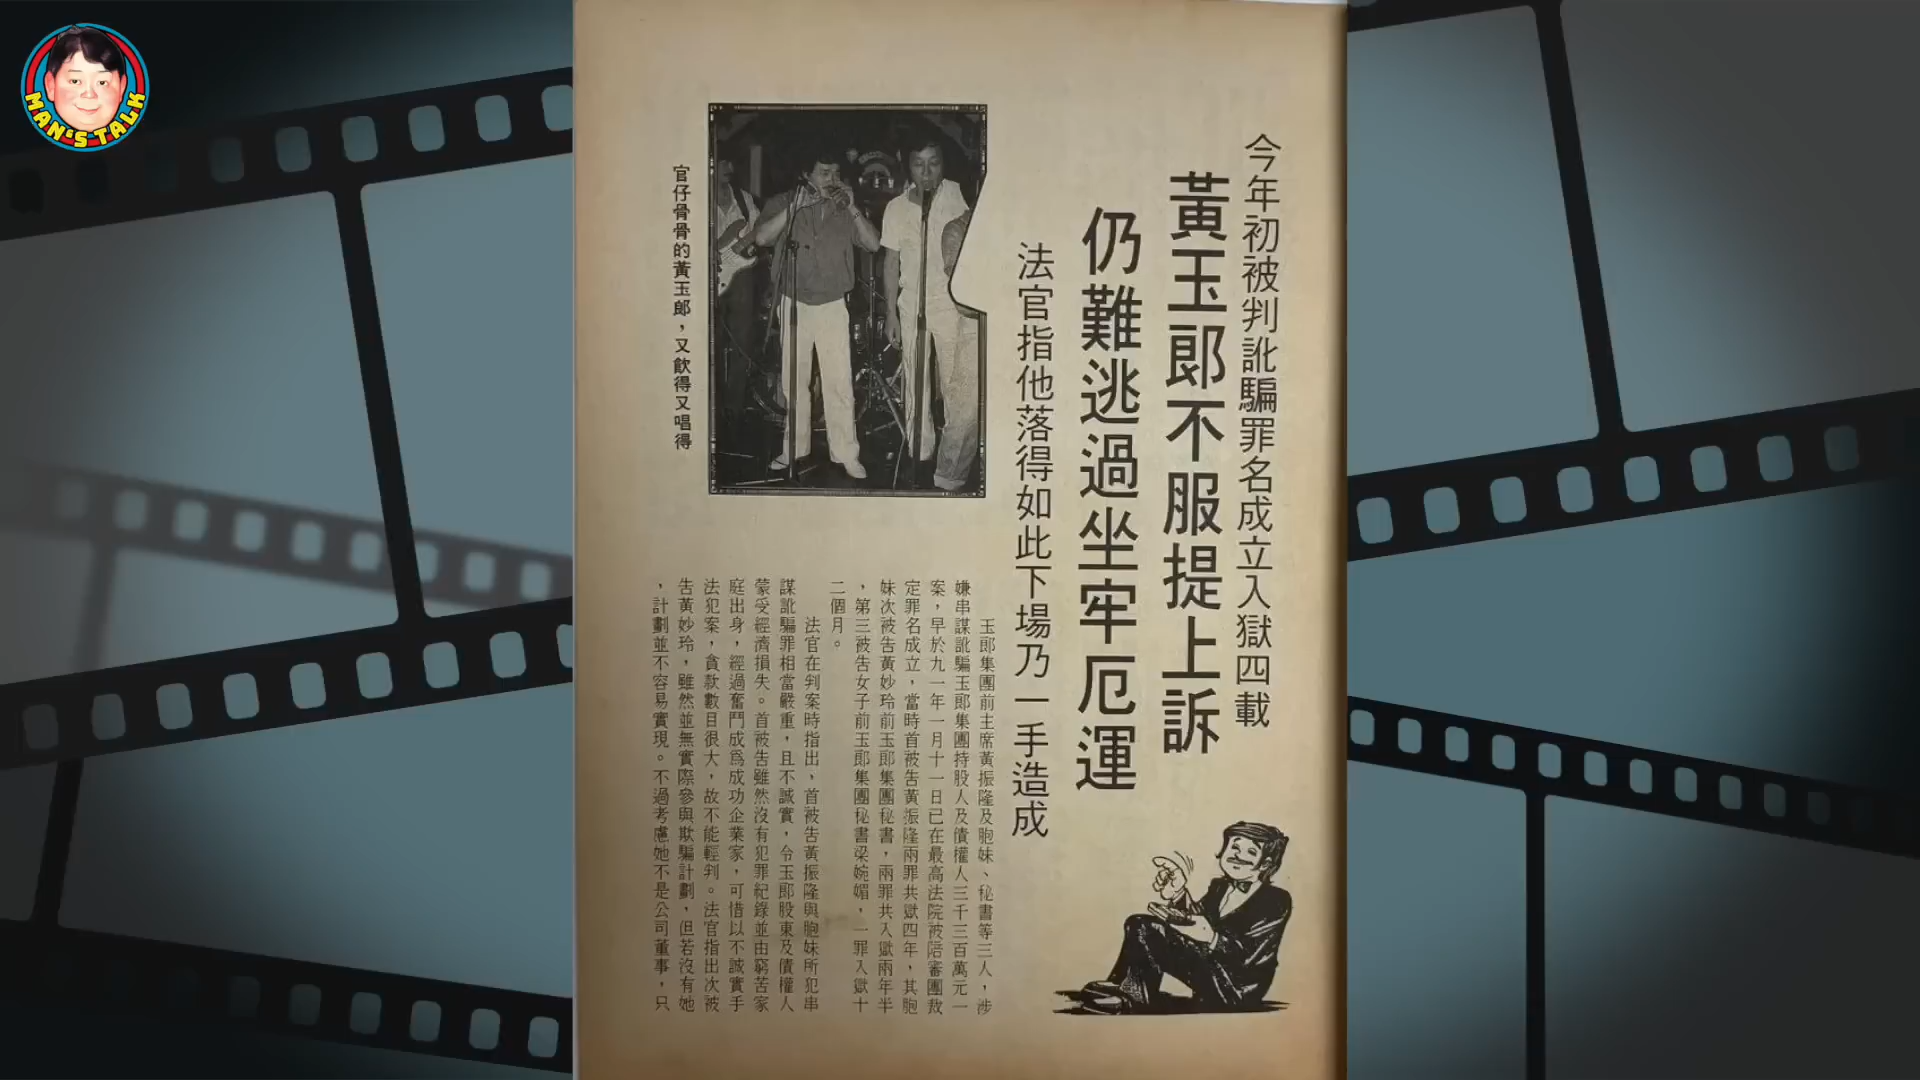 MAN'S TALK
今年初被判訛騙罪名成立入獄四載
黃玉郎不服提上訴
仍難逃過坐牢厄運
法官指他落得如此下場乃一手造成
官仔骨骨的黃玉郎，又飲得又唱得
玉郎集團前主席黃振隆及胞妹、秘書等三人，涉
嫌串謀訛騙玉郎集團持股人及債權人三千三百萬元一
案，早於九一年一月十一日已在最高法院被陪審團裁
定罪名成立，當時首被告黃振隆兩罪共獄四年，其胞
妹次被告黃妙玲前玉郎集團秘書，兩罪共入獄兩年半
，第三被告女子前玉郎集團秘書梁婉媚，一罪入獄十
二個月。
法官在判案時指出，首被告黃振隆與胞妹所犯串
謀訛騙罪相當嚴重，且不誠實，令玉郎股東及債權人
蒙受經濟損失。首被告雖然沒有犯罪紀錄並由窮苦家
庭出身，經過奮鬥成爲成功企業家，可惜以不誠實手
法犯案，貪款數目很大，故不能輕判。法官指出次被
告黃妙玲，雖然並無實際參與欺騙計劃，但若沒有她
，計劃並不容易實現。不過考慮她不是公司董事，只